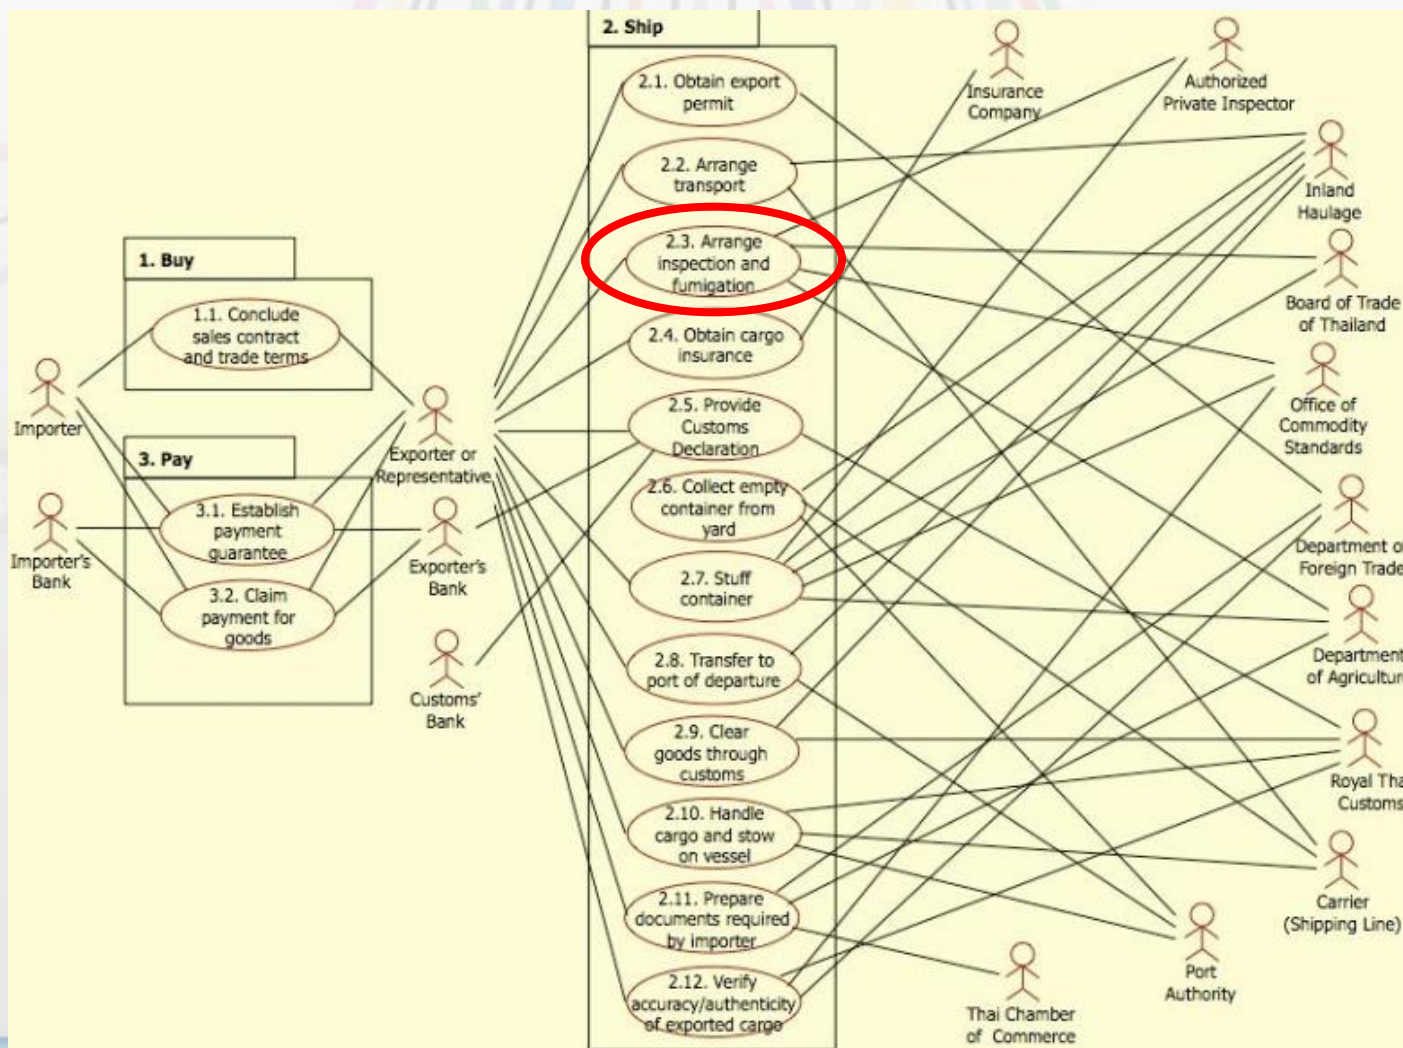 2. Ship
2.1. Obtain export
permit
2.2. Arrange
transport
2.3. Arrange
inspection and
fumigation
2.4. Obtain cargo
insurance
2.5. Provide
Customs
Declaration
2.6. Collect empty
container from
yard
2.7. Stuff
container
2.8. Transfer to
port of departure
2.9. Clear
goods through
customs
2.10. Handle
cargo and stow
on vessel
2.11. Prepare
documents required
by importer
2.12. Verify
accuracy/authenticity
of exported cargo
1. Buy
1.1. Conclude
sales contract
and trade terms
3. Pay
3.1. Establish
payment
guarantee
3.2. Claim
payment for
goods
Importer
Importer's
Bank
Exporter or
Representative
Exporter's
Bank
Customs'
Bank
Insurance
Company
Authorized
Private Inspector
Inland
Haulage
Board of Trade
of Thailand
Office of
Commodity
Standards
Department o
Foreign Trade
Department
of Agricultur
Royal Tha
Customs
Carrier
(Shipping Line)
Port
Authority
Thai Chamber
of Commerce